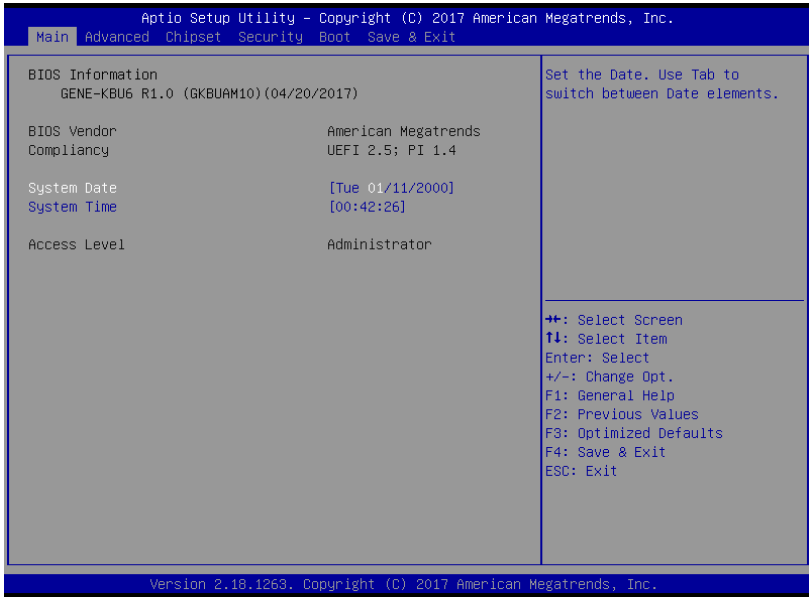 Aptio Setup Utility – Copyright (C) 2017 American Megatrends, Inc.
Main Advanced Chipset Security Boot Save & Exit
BIOS Information
GENE-KBU6 R1.0 (GKBUAM10)(04/20/2017)
BIOS Vendor American Megatrends
Compliancy UEFI 2.5; PI 1.4
System Date [Tue 01/11/2000]
System Time [00:42:26]
Access Level Administrator
Set the Date. Use Tab to
switch between Date elements.
→←: Select Screen
↑↓: Select Item
Enter: Select
+/-: Change Opt.
F1: General Help
F2: Previous Values
F3: Optimized Defaults
F4: Save & Exit
ESC: Exit
Version 2.18.1263. Copyright (C) 2017 American Megatrends, Inc.